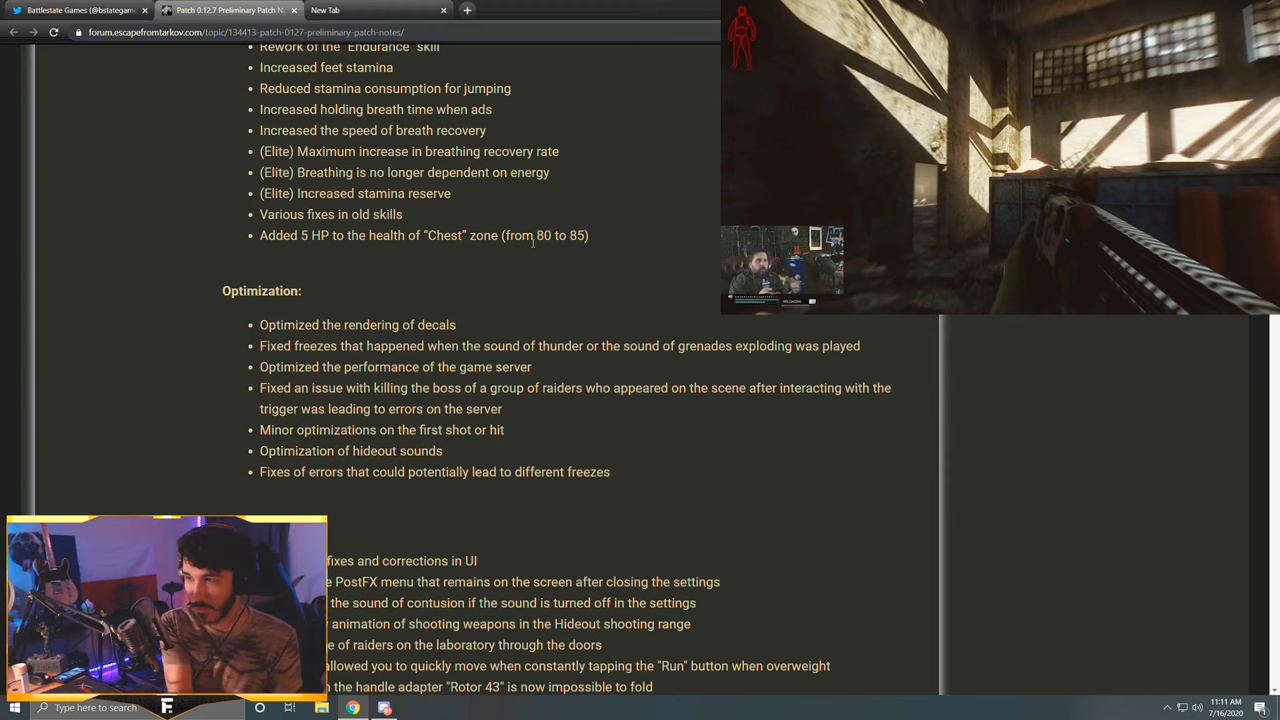 Battlestate Games (@bstategam
Patch 0.12.7 Preliminary Patch N
New Tab
forum.escapefromtarkov.com/topic/134413-patch-0127-preliminary-patch-notes/
Rework of the "Endurance" skill
Increased feet stamina
Reduced stamina consumption for jumping
Increased holding breath time when ads
Increased the speed of breath recovery
(Elite) Maximum increase in breathing recovery rate
(Elite) Breathing is no longer dependent on energy
(Elite) Increased stamina reserve
Various fixes in old skills
Added 5 HP to the health of “Chest” zone (from 80 to 85)
Optimization:
Optimized the rendering of decals
Fixed freezes that happened when the sound of thunder or the sound of grenades exploding was played
Optimized the performance of the game server
Fixed an issue with killing the boss of a group of raiders who appeared on the scene after interacting with the
trigger was leading to errors on the server
Minor optimizations on the first shot or hit
Optimization of hideout sounds
Fixes of errors that could potentially lead to different freezes
fixes and corrections in UI
PostFX menu that remains on the screen after closing the settings
the sound of contusion if the sound is turned off in the settings
animation of shooting weapons in the Hideout shooting range
of raiders on the laboratory through the doors
allowed you to quickly move when constantly tapping the "Run" button when overweight
the handle adapter "Rotor 43" is now impossible to fold
Type here to search
11:11 AM
7/16/2020